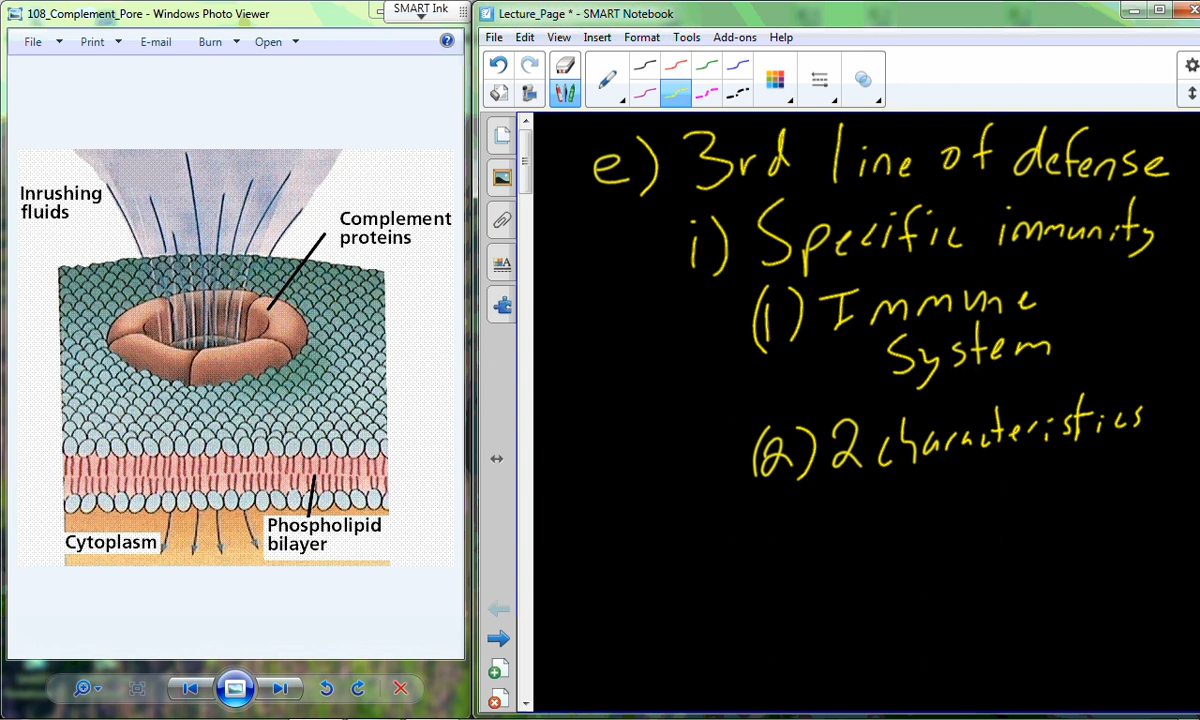 108_Complement_Pore - Windows Photo Viewer
SMART Ink
File Print E-mail Burn Open
Inrushing
fluids
Complement
proteins
Cytoplasm
Phospholipid
bilayer
Lecture_Page * - SMART Notebook
File Edit View Insert Format Tools Add-ons Help
e) 3rd line of defense
i) Specific immunity
(1) Immune
System
(2) 2 characteristics